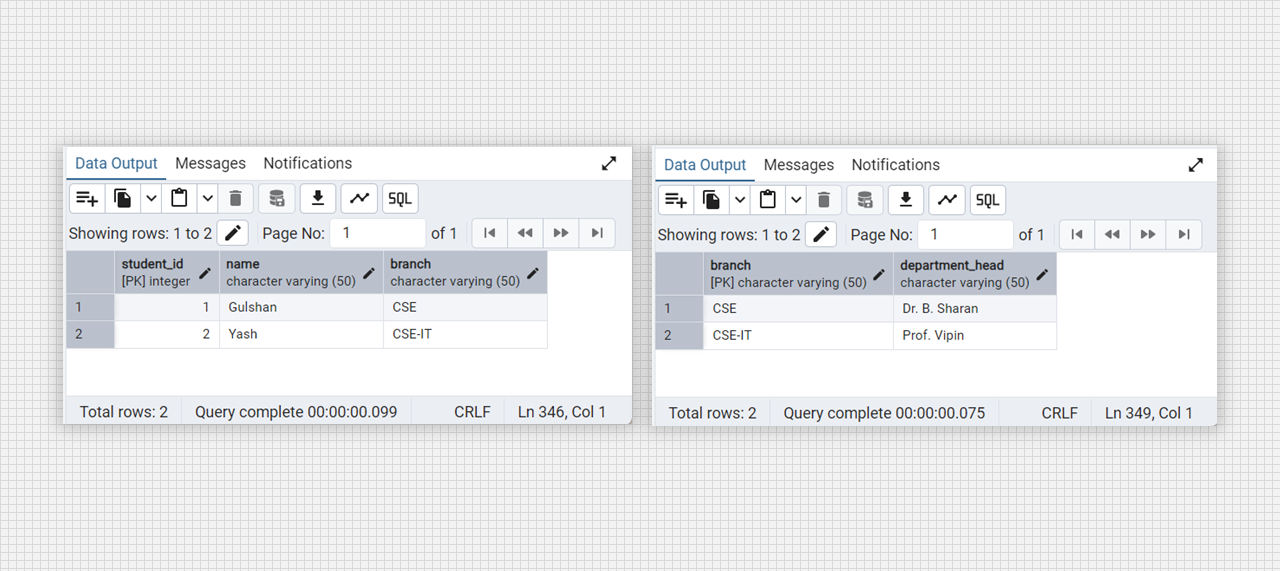 Data Output Messages Notifications
SQL
Showing rows: 1 to 2 Page No: 1 of 1
student_id name branch
[PK] integer character varying (50) character varying (50)
1 1 Gulshan CSE
2 2 Yash CSE-IT
Total rows: 2 Query complete 00:00:00.099 CRLF Ln 346, Col 1
Data Output Messages Notifications
SQL
Showing rows: 1 to 2 Page No: 1 of 1
branch department_head
[PK] character varying (50) character varying (50)
1 CSE Dr. B. Sharan
2 CSE-IT Prof. Vipin
Total rows: 2 Query complete 00:00:00.075 CRLF Ln 349, Col 1